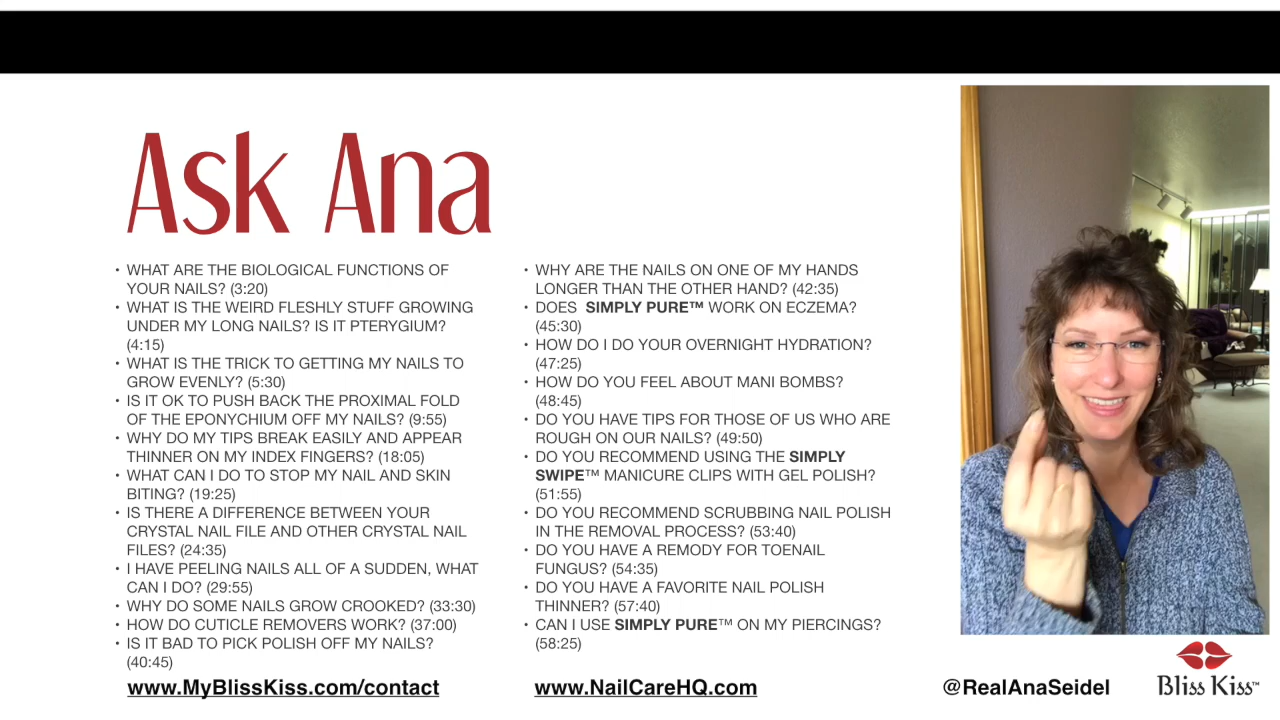 Ask Ana
• WHAT ARE THE BIOLOGICAL FUNCTIONS OF
YOUR NAILS? (3:20)
• WHAT IS THE WEIRD FLESHLY STUFF GROWING
UNDER MY LONG NAILS? IS IT PTERYGIUM?
(4:15)
• WHAT IS THE TRICK TO GETTING MY NAILS TO
GROW EVENLY? (5:30)
• IS IT OK TO PUSH BACK THE PROXIMAL FOLD
OF THE EPONYCHIUM OFF MY NAILS? (9:55)
• WHY DO MY TIPS BREAK EASILY AND APPEAR
THINNER ON MY INDEX FINGERS? (18:05)
• WHAT CAN I DO TO STOP MY NAIL AND SKIN
BITING? (19:25)
• IS THERE A DIFFERENCE BETWEEN YOUR
CRYSTAL NAIL FILE AND OTHER CRYSTAL NAIL
FILES? (24:35)
• I HAVE PEELING NAILS ALL OF A SUDDEN, WHAT
CAN I DO? (29:55)
• WHY DO SOME NAILS GROW CROOKED? (33:30)
• HOW DO CUTICLE REMOVERS WORK? (37:00)
• IS IT BAD TO PICK POLISH OFF MY NAILS?
(40:45)
• WHY ARE THE NAILS ON ONE OF MY HANDS
LONGER THAN THE OTHER HAND? (42:35)
• DOES SIMPLY PURE™ WORK ON ECZEMA?
(45:30)
• HOW DO I DO YOUR OVERNIGHT HYDRATION?
(47:25)
• HOW DO YOU FEEL ABOUT MANI BOMBS?
(48:45)
• DO YOU HAVE TIPS FOR THOSE OF US WHO ARE
ROUGH ON OUR NAILS? (49:50)
• DO YOU RECOMMEND USING THE SIMPLY
SWIPE™ MANICURE CLIPS WITH GEL POLISH?
(51:55)
• DO YOU RECOMMEND SCRUBBING NAIL POLISH
IN THE REMOVAL PROCESS? (53:40)
• DO YOU HAVE A REMODY FOR TOENAIL
FUNGUS? (54:35)
• DO YOU HAVE A FAVORITE NAIL POLISH
THINNER? (57:40)
• CAN I USE SIMPLY PURE™ ON MY PIERCINGS?
(58:25)
www.MyBlissKiss.com/contact
www.NailCareHQ.com
@RealAnaSeidel
Bliss Kiss™